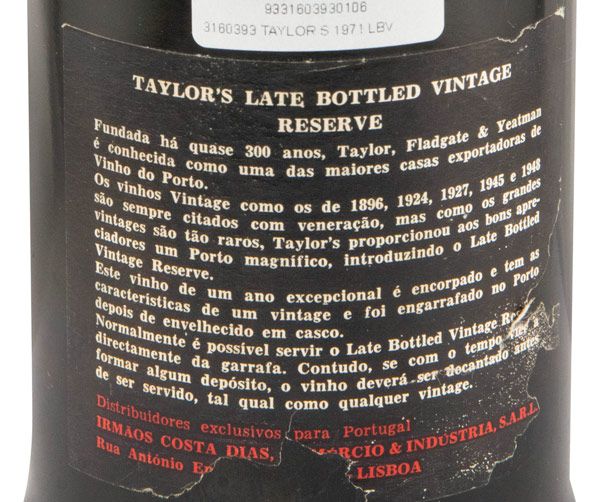 9331603930106
3160393 TAYLOR S 1971 LBV
TAYLOR'S LATE BOTTLED VINTAGE
RESERVE
Fundada há quase 300 anos, Taylor, Fladgate & Yeatman
é conhecida como uma das maiores casas exportadoras de
Vinho do Porto.
Os vinhos Vintage como os de 1896, 1924, 1927, 1945 e 1948
são sempre citados com veneração, mas como os grandes
vintages são tão raros, Taylor's proporcionou aos bons apre-
ciadores um Porto magnífico, introduzindo o Late Bottled
Vintage Reserve.
Este vinho de um ano excepcional é encorpado e tem as
características de um vintage e foi engarrafado no Porto
depois de envelhecido em casco.
Normalmente é possível servir o Late Bottled Vintage
directamente da garrafa. Contudo, se com o tempo
formar algum depósito, o vinho deverá ser decantado antes
de ser servido, tal qual como qualquer vintage.
Distribuidores exclusivos para Portugal
IRMÃOS COSTA DIAS, MÉRCIO & INDÚSTRIA, S.A.R.L.
Rua António LISBOA